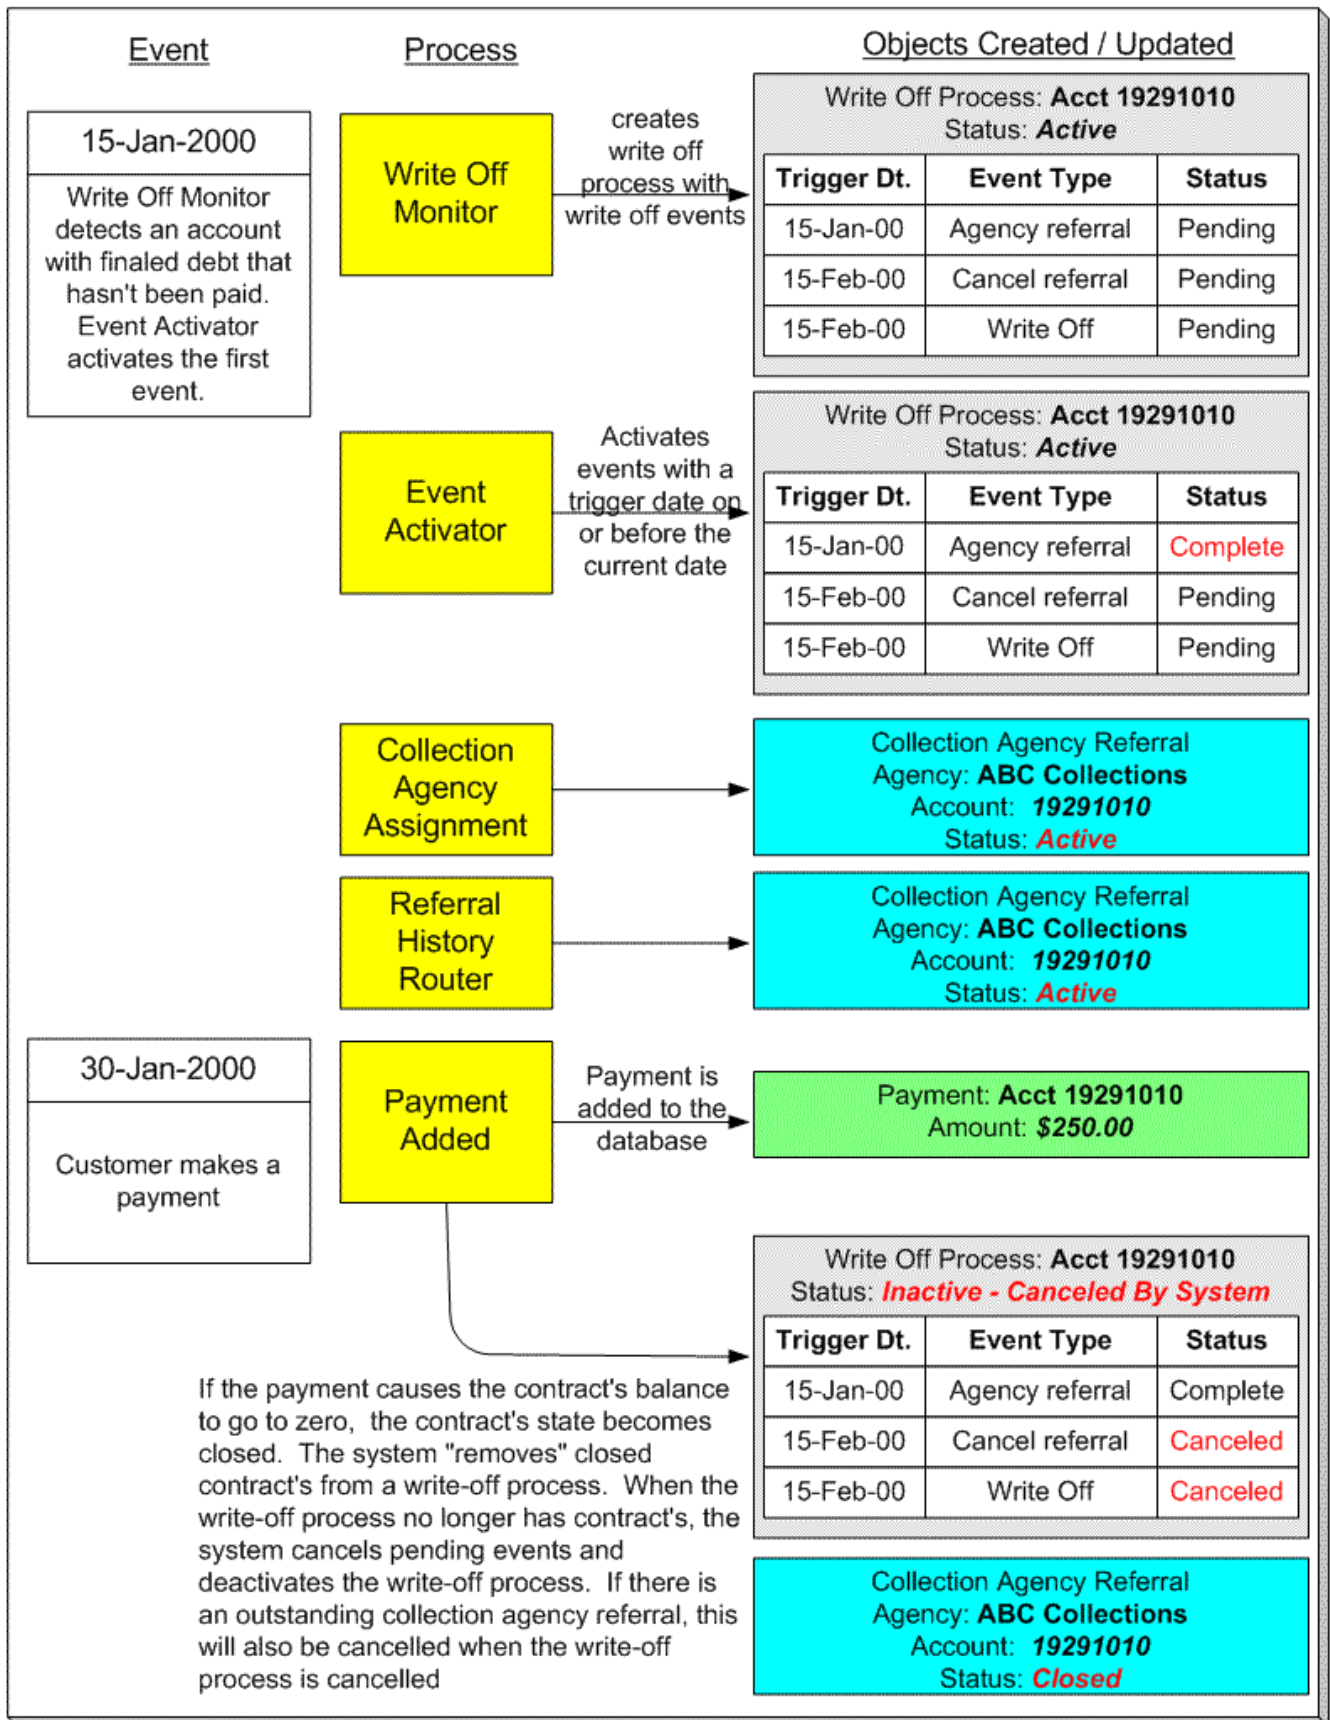 Event
Process
Objects Created / Updated
15-Jan-2000
Write Off Monitor
detects an account
with finaled debt that
hasn't been paid.
Event Activator
activates the first
event.
Write Off
Monitor
creates
write off
process with
write off events
Write Off Process: Acct 19291010
Status: Active
Trigger Dt. Event Type Status
15-Jan-00 Agency referral Pending
15-Feb-00 Cancel referral Pending
15-Feb-00 Write Off Pending
Event
Activator
Activates
events with a
trigger date on
or before the
current date
Write Off Process: Acct 19291010
Status: Active
Trigger Dt. Event Type Status
15-Jan-00 Agency referral Complete
15-Feb-00 Cancel referral Pending
15-Feb-00 Write Off Pending
Collection
Agency
Assignment
Collection Agency Referral
Agency: ABC Collections
Account: 19291010
Status: Active
Referral
History
Router
Collection Agency Referral
Agency: ABC Collections
Account: 19291010
Status: Active
30-Jan-2000
Customer makes a
payment
Payment
Added
Payment is
added to the
database
Payment: Acct 19291010
Amount: $250.00
Write Off Process: Acct 19291010
Status: Inactive - Canceled By System
Trigger Dt. Event Type Status
15-Jan-00 Agency referral Complete
15-Feb-00 Cancel referral Canceled
15-Feb-00 Write Off Canceled
If the payment causes the contract's balance
to go to zero, the contract's state becomes
closed. The system "removes" closed
contract's from a write-off process. When the
write-off process no longer has contract's, the
system cancels pending events and
deactivates the write-off process. If there is
an outstanding collection agency referral, this
will also be cancelled when the write-off
process is cancelled
Collection Agency Referral
Agency: ABC Collections
Account: 19291010
Status: Closed